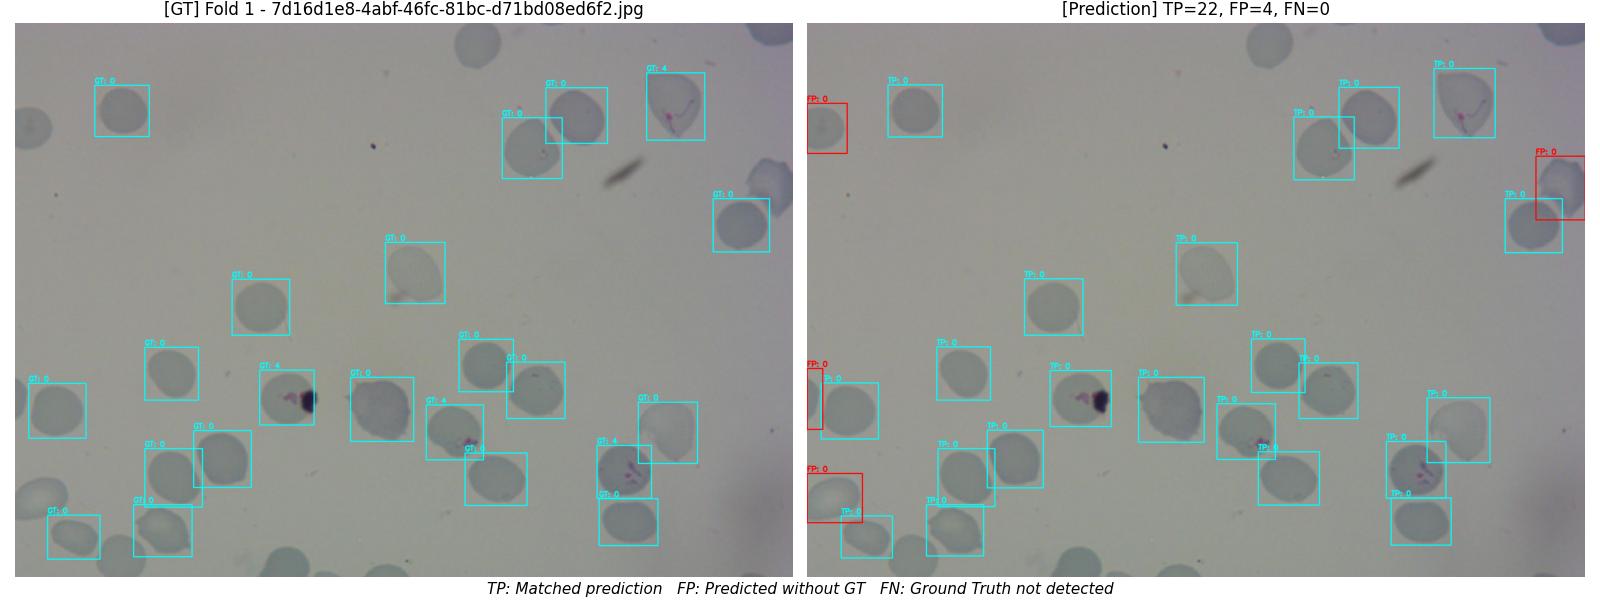 [GT] Fold 1 - 7d16d1e8-4abf-46fc-81bc-d71bd08ed6f2.jpg
GT: 0
GT: 4
GT: 0
GT: 0
GT: 0
GT: 0
GT: 0
GT: 0
GT: 0
GT: 0
GT: 4
GT: 0
GT: 0
GT: 0
GT: 4
GT: 0
GT: 0
GT: 4
GT: 0
GT: 0
GT: 0
GT: 0
[Prediction] TP=22, FP=4, FN=0
TP: 0
TP: 0
TP: 0
FP: 0
TP: 0
FP: 0
TP: 0
TP: 0
TP: 0
TP: 0
TP: 0
TP: 0
FP: 0
TP: 0
TP: 0
TP: 0
TP: 0
TP: 0
TP: 0
TP: 0
TP: 0
TP: 0
FP: 0
TP: 0
TP: 0
TP: 0
TP: Matched prediction FP: Predicted without GT FN: Ground Truth not detected